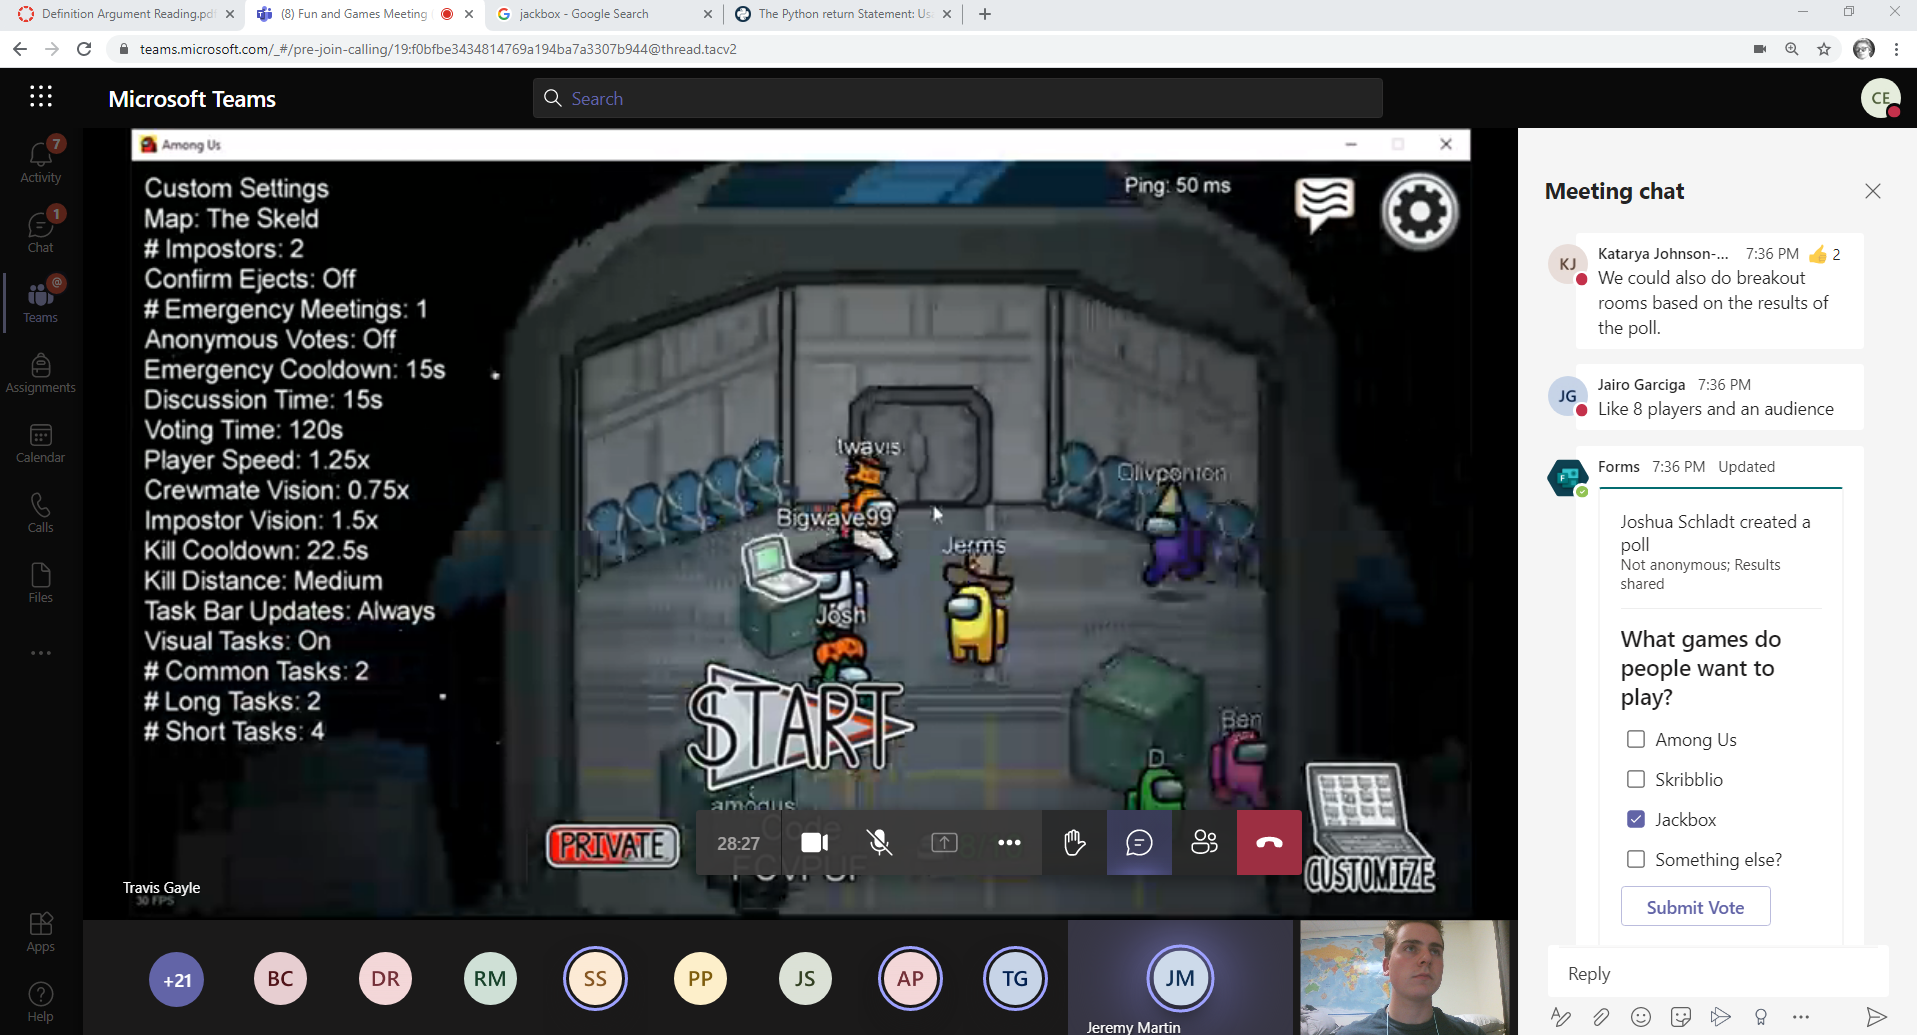 Definition Argument Reading.pd
(8) Fun and Games Meeting
jackbox - Google Search
The Python return Statement: Us
teams.microsoft.com/_#/pre-join-calling/19:f0bfbe3434814769a194ba7a3307b944@thread.tacv2
Microsoft Teams
Search
CE
7
Activity
1
Chat
@
Teams
Assignments
Calendar
Calls
Files
Apps
Help
Among Us
Custom Settings
Map: The Skeld
# Impostors: 2
Confirm Ejects: Off
# Emergency Meetings: 1
Anonymous Votes: Off
Emergency Cooldown: 15s
Discussion Time: 15s
Voting Time: 120s
Player Speed: 1.25x
Crewmate Vision: 0.75x
Impostor Vision: 1.5x
Kill Cooldown: 22.5s
Kill Distance: Medium
Task Bar Updates: Always
Visual Tasks: On
# Common Tasks: 2
# Long Tasks: 2
# Short Tasks: 4
Ping: 50 ms
twavis
Olivponton
Bigwave99
Jerms
Josh
START
Ben
D
amogus
Code
PRIVATE
28:27
CUSTOMIZE
Travis Gayle
30 FPS
+21
BC
DR
RM
SS
PP
JS
AP
TG
JM
Jeremy Martin
Meeting chat
KJ
Katarya Johnson-... 7:36 PM 2
We could also do breakout
rooms based on the results of
the poll.
JG
Jairo Garciga 7:36 PM
Like 8 players and an audience
Forms 7:36 PM Updated
Joshua Schladt created a
poll
Not anonymous; Results
shared
What games do
people want to
play?
Among Us
Skribblio
Jackbox
Something else?
Submit Vote
Reply